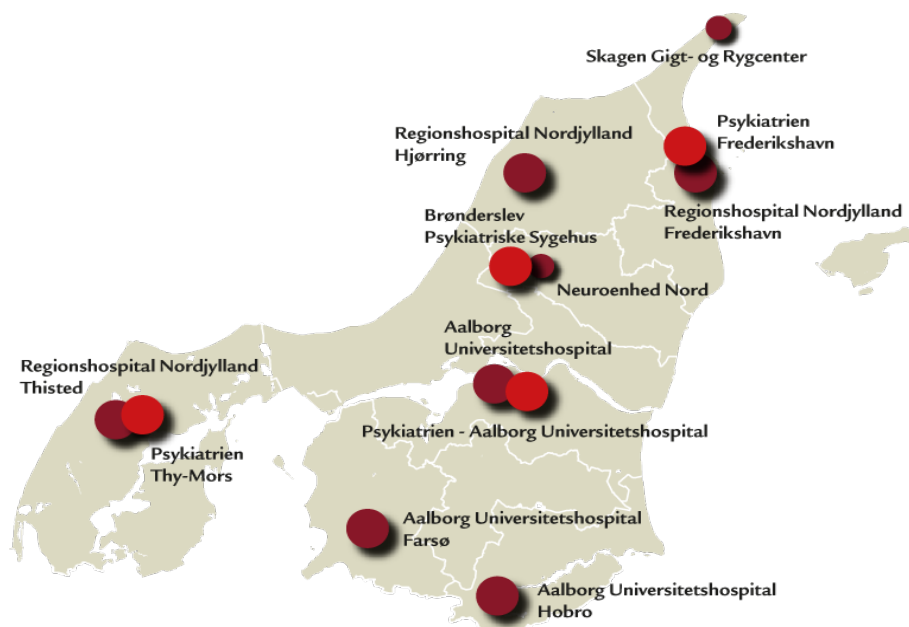 Skagen Gigt- og Rygcenter
Psykiatrien
Frederikshavn
Regionshospital Nordjylland
Hjørring
Regionshospital Nordjylland
Frederikshavn
Brønderslev
Psykiatriske Sygehus
Neuroenhed Nord
Aalborg
Universitetshospital
Regionshospital Nordjylland
Thisted
Psykiatrien - Aalborg Universitetshospital
Psykiatrien
Thy-Mors
Aalborg Universitetshospital
Farsø
Aalborg Universitetshospital
Hobro